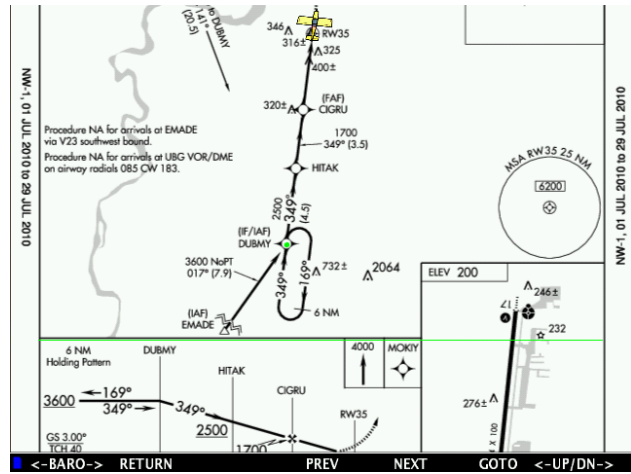 to DUBMY
141°
(20.5)
346
316±
RW35
325
400±
(FAF)
CIGRU
320±
1700
349° (3.5)
HITAK
Procedure NA for arrivals at EMADE
via V23 southwest bound.
Procedure NA for arrivals at UBG VOR/DME
on airway radials 085 CW 183.
NW-1, 01 JUL 2010 to 29 JUL 2010
NW-1, 01 JUL 2010 to 29 JUL 2010
MSA RW35 25 NM
6200
2500
349°
(4.5)
(IF/IAF)
DUBMY
3600 NoPT
017° (7.9)
349°
169°
732±
2064
6 NM
(IAF)
EMADE
ELEV 200
246±
17
A
232
276±
X 100
6 NM
Holding Pattern
DUBMY
HITAK
CIGRU
RW35
4000
MOKIY
169°
3600
349°
349°
2500
1700
GS 3.00°
TCH 40
<-BARO-> RETURN PREV NEXT GOTO <-UP/DN->